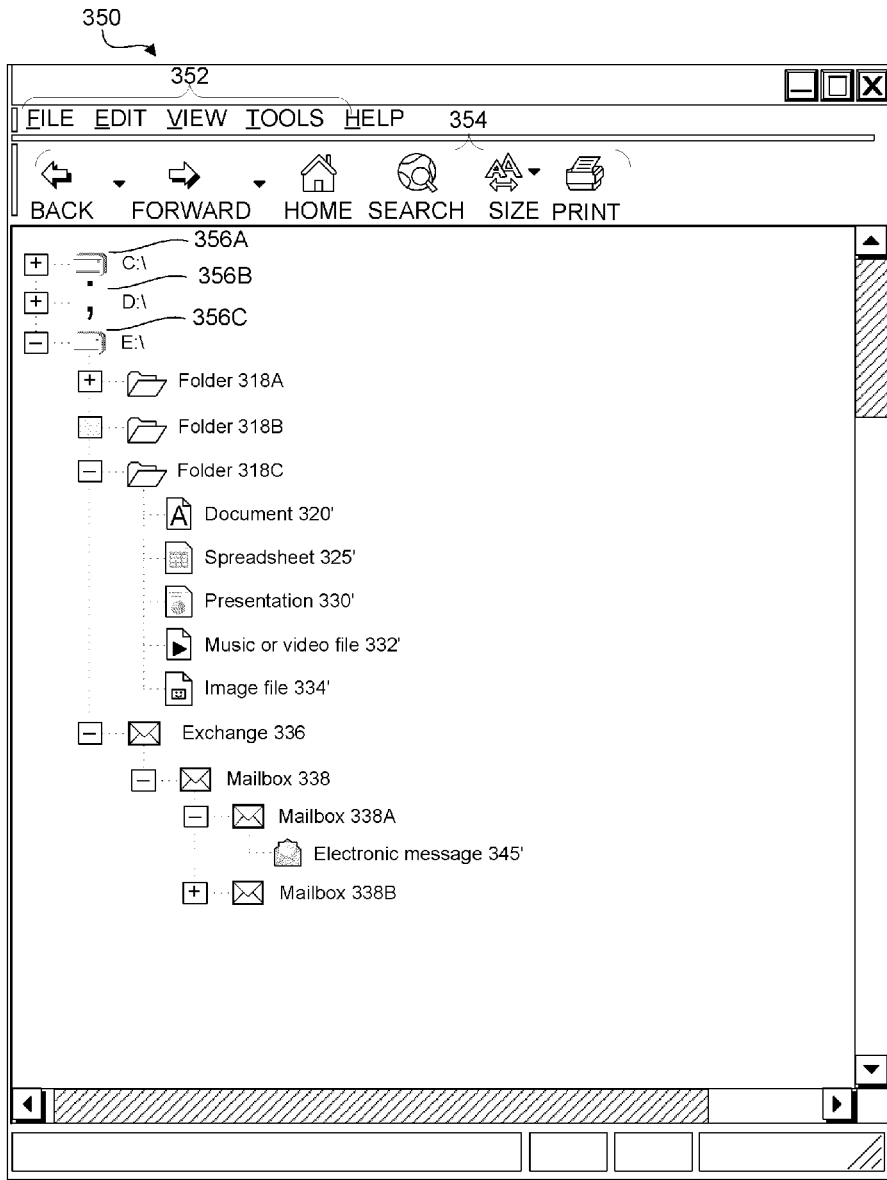 350
352
FILE EDIT VIEW TOOLS HELP 354
BACK FORWARD HOME SEARCH SIZE PRINT
356A
C:\
356B
D:\
356C
E:\
Folder 318A
Folder 318B
Folder 318C
Document 320'
Spreadsheet 325'
Presentation 330'
Music or video file 332'
Image file 334'
Exchange 336
Mailbox 338
Mailbox 338A
Electronic message 345'
Mailbox 338B